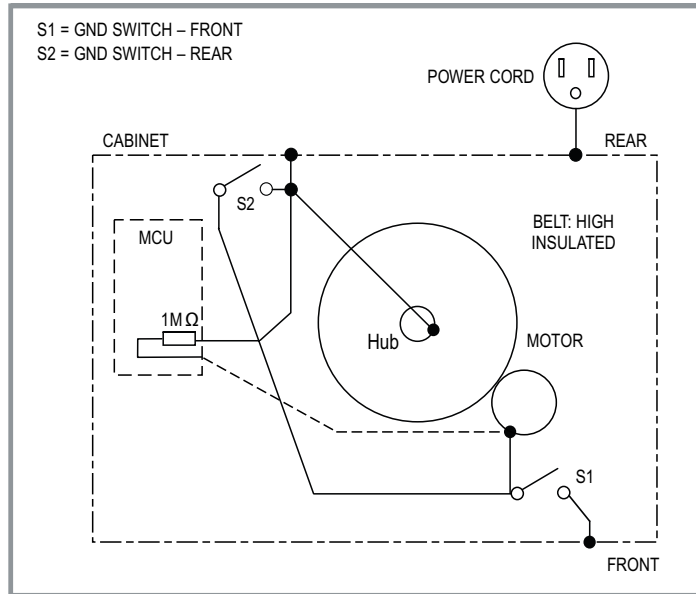 S1 = GND SWITCH – FRONT
S2 = GND SWITCH – REAR
POWER CORD
CABINET
REAR
S2
BELT: HIGH
INSULATED
MCU
1M Ω
Hub
MOTOR
S1
FRONT